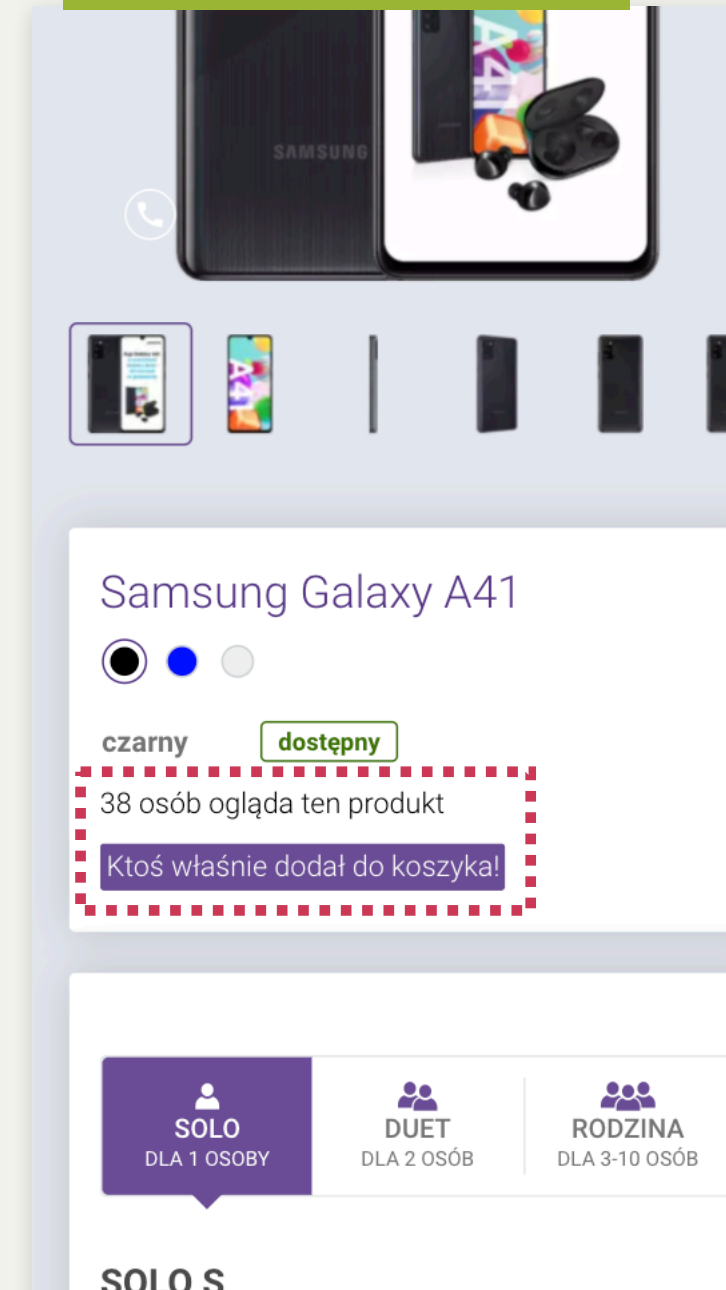 A41
SAMSUNG
A41
Samsung Galaxy A41
czarny dostępny
38 osób ogląda ten produkt
Ktoś właśnie dodał do koszyka!
SOLO DUET RODZINA
DLA 1 OSOBY DLA 2 OSÓB DLA 3-10 OSÓB
SOLO S